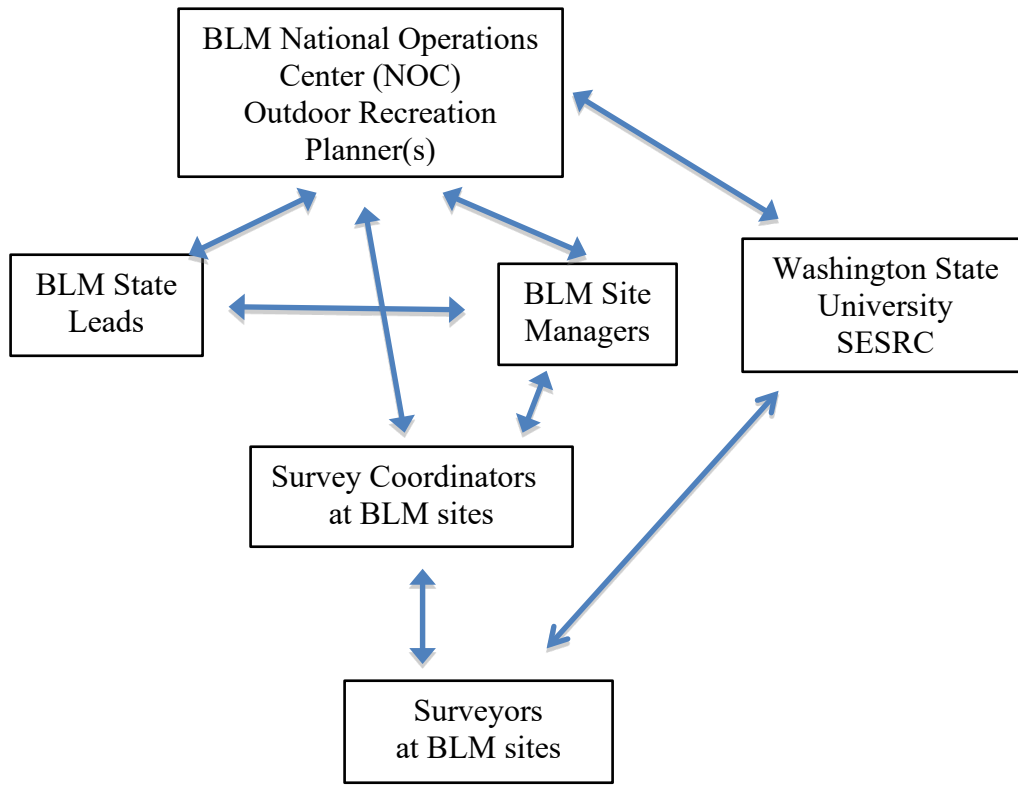 BLM National Operations
Center (NOC)
Outdoor Recreation
Planner(s)
BLM State
Leads
BLM Site
Managers
Washington State
University
SESRC
Survey Coordinators
at BLM sites
Surveyors
at BLM sites